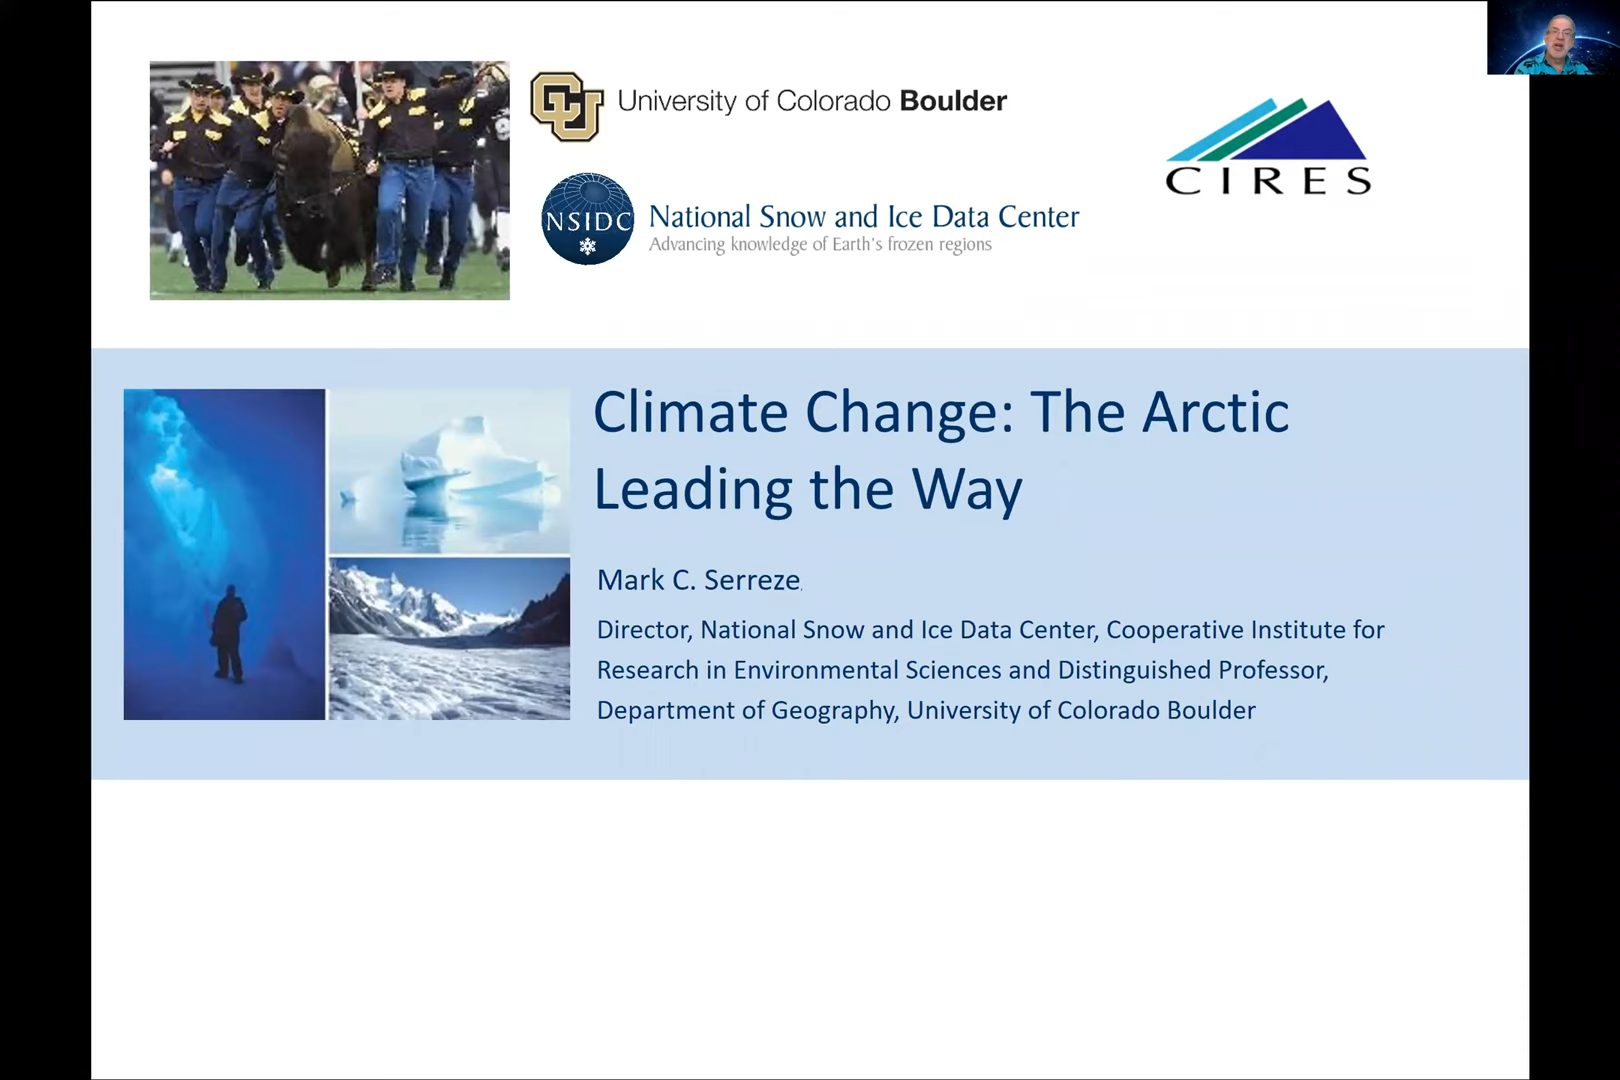 University of Colorado Boulder
CIRES
NSIDC
National Snow and Ice Data Center
Advancing knowledge of Earth's frozen regions
Climate Change: The Arctic
Leading the Way
Mark C. Serreze,
Director, National Snow and Ice Data Center, Cooperative Institute for
Research in Environmental Sciences and Distinguished Professor,
Department of Geography, University of Colorado Boulder